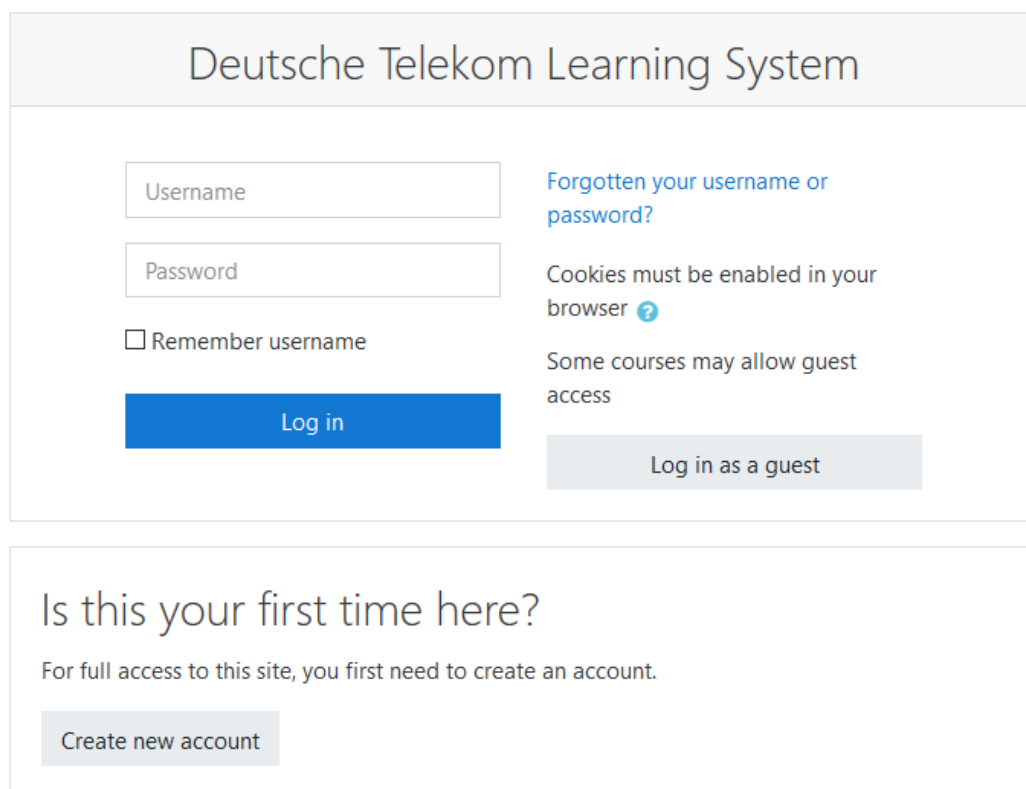 Deutsche Telekom Learning System
Username
Password
Remember username
Log in
Forgotten your username or
password?
Cookies must be enabled in your
browser ?
Some courses may allow guest
access
Log in as a guest
Is this your first time here?
For full access to this site, you first need to create an account.
Create new account